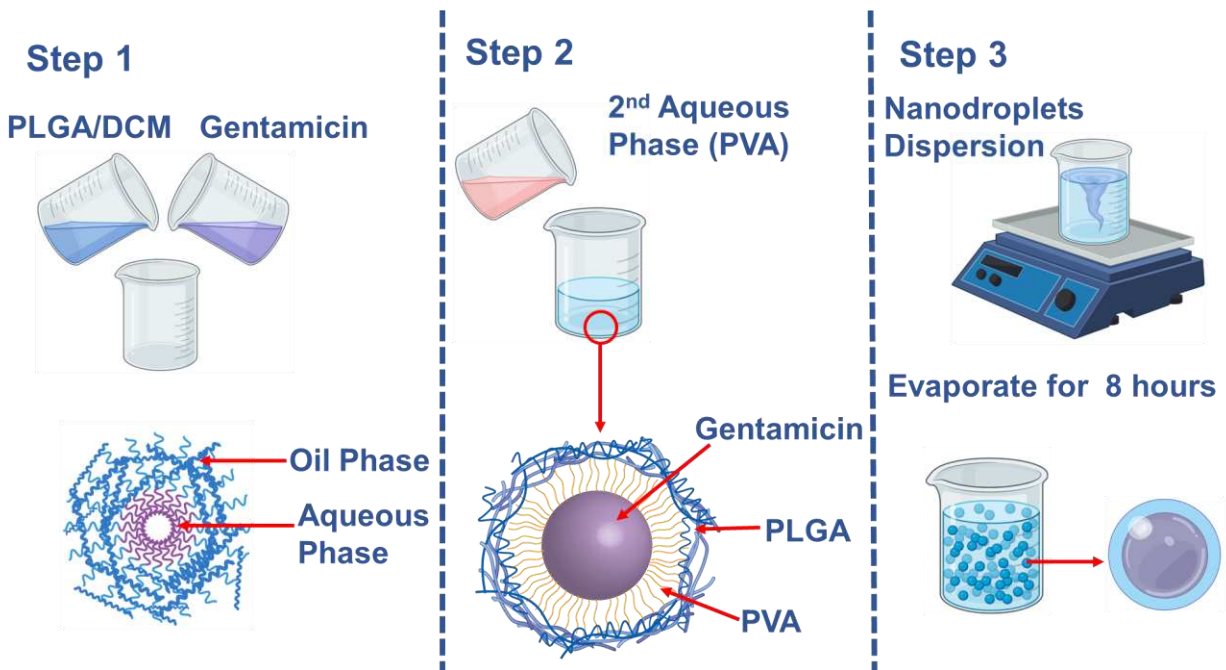 Step 1
PLGA/DCM Gentamicin
Oil Phase
Aqueous
Phase
Step 2
2nd Aqueous
Phase (PVA)
Gentamicin
PLGA
PVA
Step 3
Nanodroplets
Dispersion
Evaporate for 8 hours